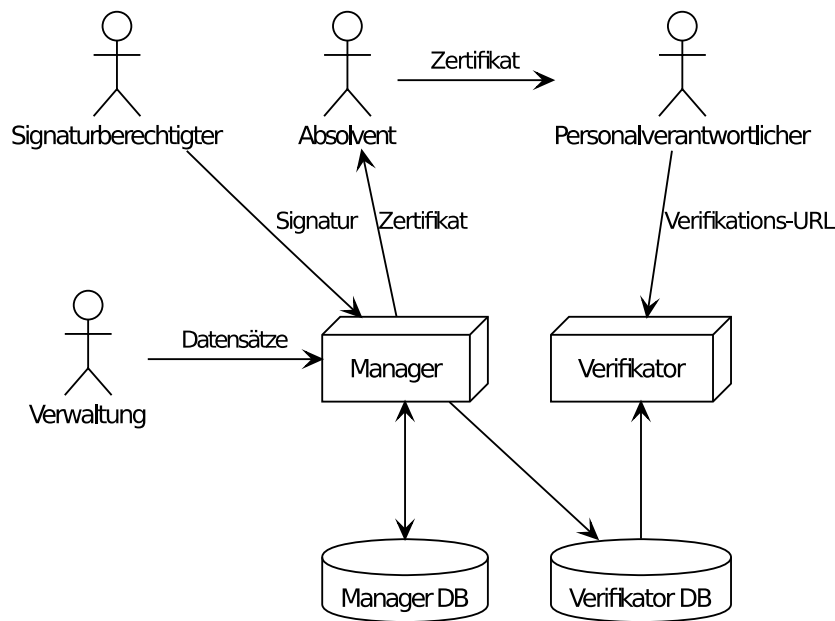 Zertifikat
Signaturberechtigter
Absolvent
Personalverantwortlicher
Signatur
Zertifikat
Verifikations-URL
Datensätze
Manager
Verifikator
Verwaltung
Manager DB
Verifikator DB